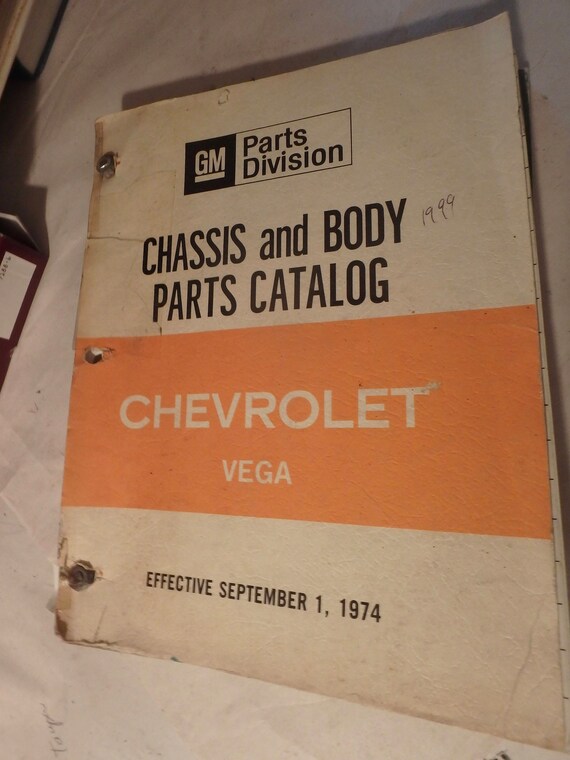 GM Parts
Division
CHASSIS and BODY 1999
PARTS CATALOG
CHEVROLET
VEGA
EFFECTIVE SEPTEMBER 1, 1974